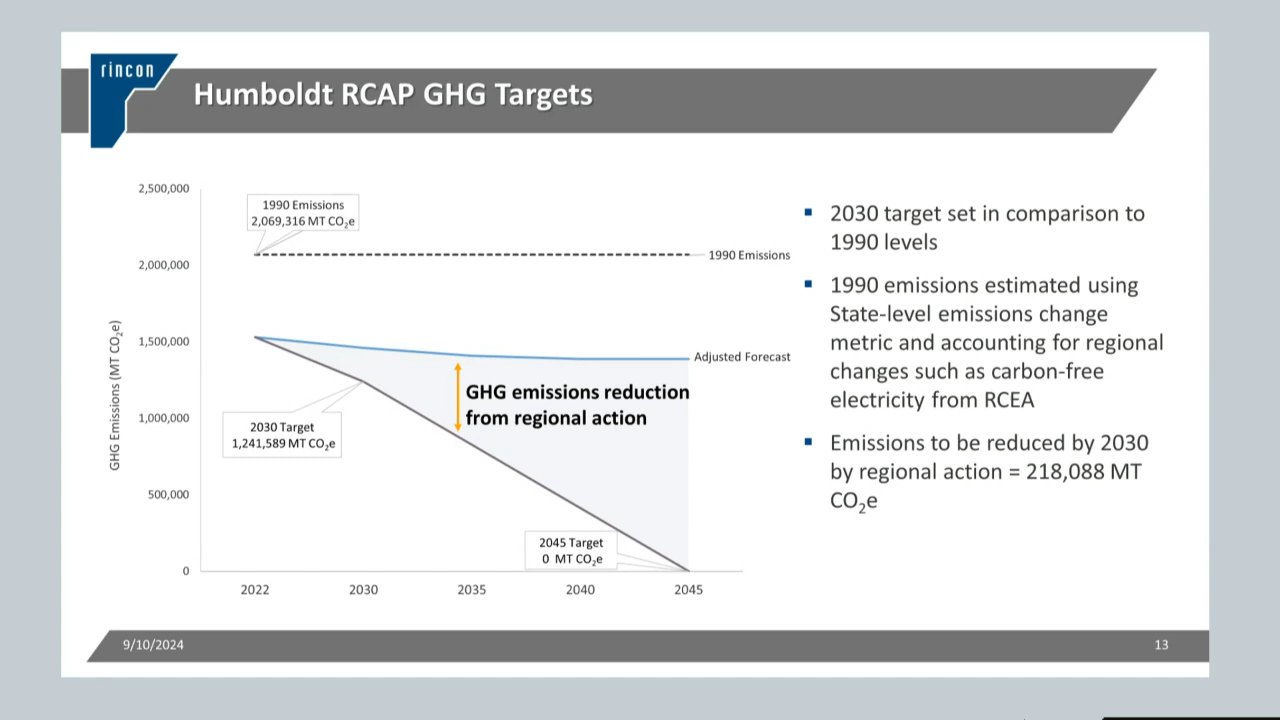 rincon
Humboldt RCAP GHG Targets
2,500,000
2,000,000
1,500,000
1,000,000
500,000
0
GHG Emissions (MT CO₂e)
1990 Emissions
2,069,316 MT CO₂e
1990 Emissions
Adjusted Forecast
GHG emissions reduction
from regional action
2030 Target
1,241,589 MT CO₂e
2045 Target
0 MT CO₂e
2022 2030 2035 2040 2045
▪ 2030 target set in comparison to
1990 levels
▪ 1990 emissions estimated using
State-level emissions change
metric and accounting for regional
changes such as carbon-free
electricity from RCEA
▪ Emissions to be reduced by 2030
by regional action = 218,088 MT
CO₂e
9/10/2024
13